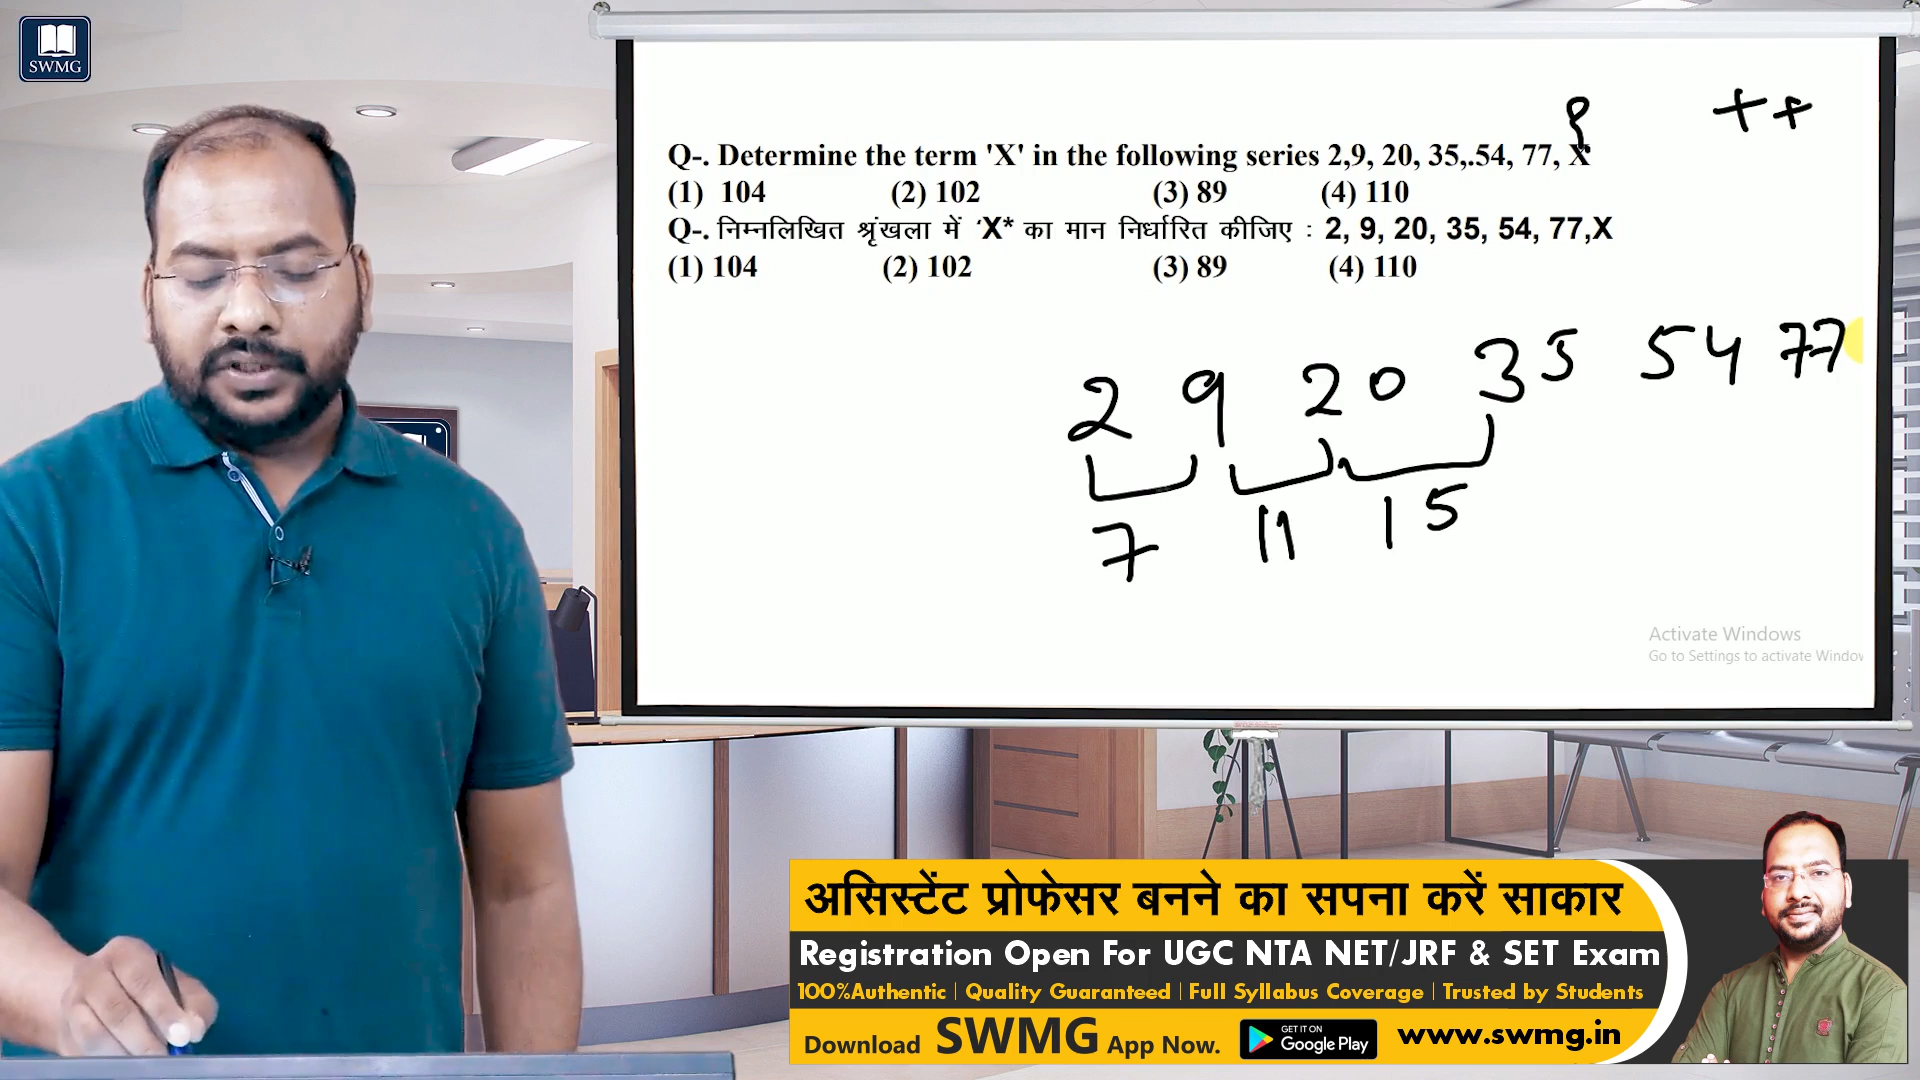 SWMG
? ++
Q-. Determine the term 'X' in the following series 2,9, 20, 35,.54, 77, X
(1) 104 (2) 102 (3) 89 (4) 110
Q-. निम्नलिखित श्रृंखला में ‘X* का मान निर्धारित कीजिए : 2, 9, 20, 35, 54, 77,X
(1) 104 (2) 102 (3) 89 (4) 110
2 9 20 35 54 77
7 11 15
Activate Windows
Go to Settings to activate Window
असिस्टेंट प्रोफेसर बनने का सपना करें साकार
Registration Open For UGC NTA NET/JRF & SET Exam
100%Authentic | Quality Guaranteed | Full Syllabus Coverage | Trusted by Students
Download SWMG App Now. GET IT ON Google Play www.swmg.in